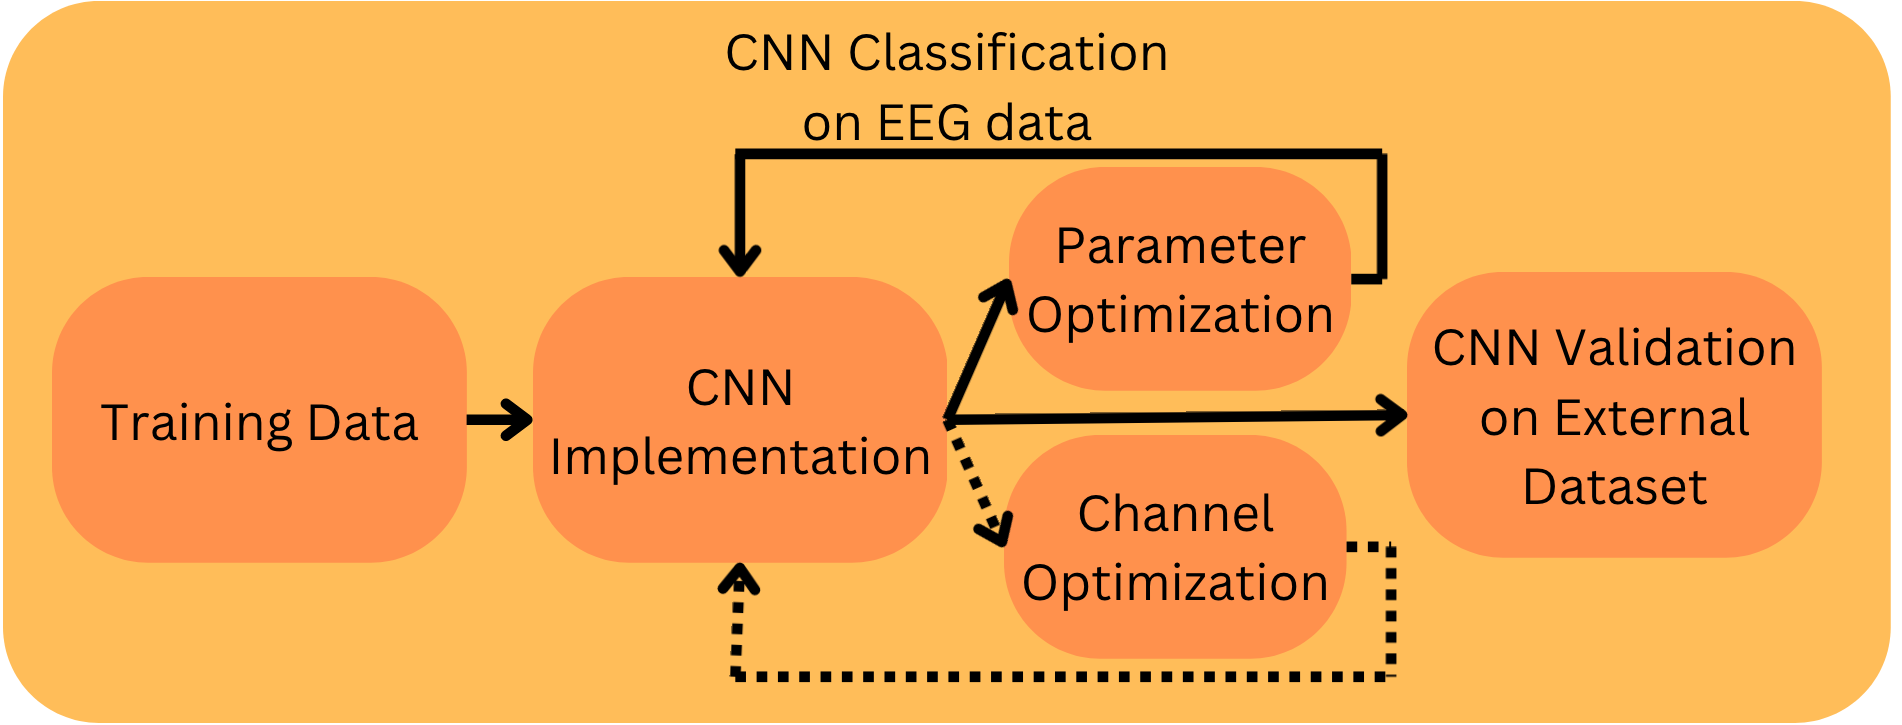 CNN Classification
on EEG data
Training Data
CNN
Implementation
Parameter
Optimization
Channel
Optimization
CNN Validation
on External
Dataset